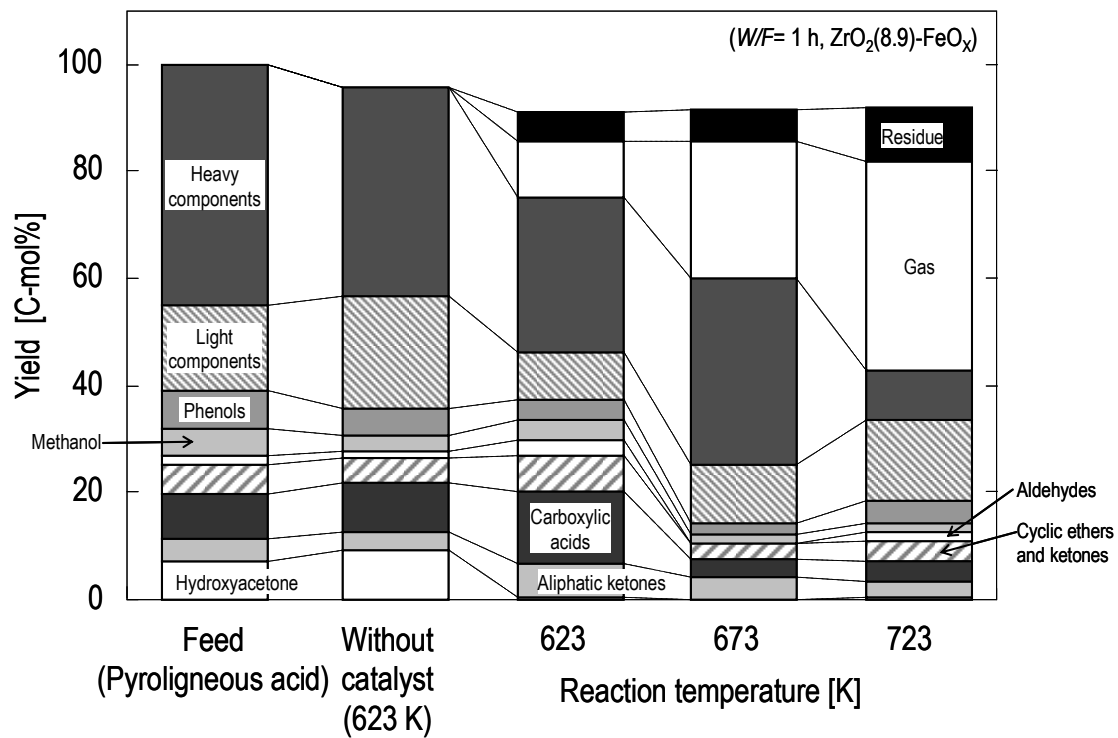 (W/F= 1 h, ZrO₂(8.9)-FeOₓ)
100
80
60
40
20
0
Yield [C-mol%]
Heavy
components
Light
components
Phenols
Methanol
Hydroxyacetone
Carboxylic
acids
Aliphatic ketones
Residue
Gas
Aldehydes
Cyclic ethers
and ketones
Feed
(Pyroligneous acid)
Without
catalyst
(623 K)
623
673
723
Reaction temperature [K]